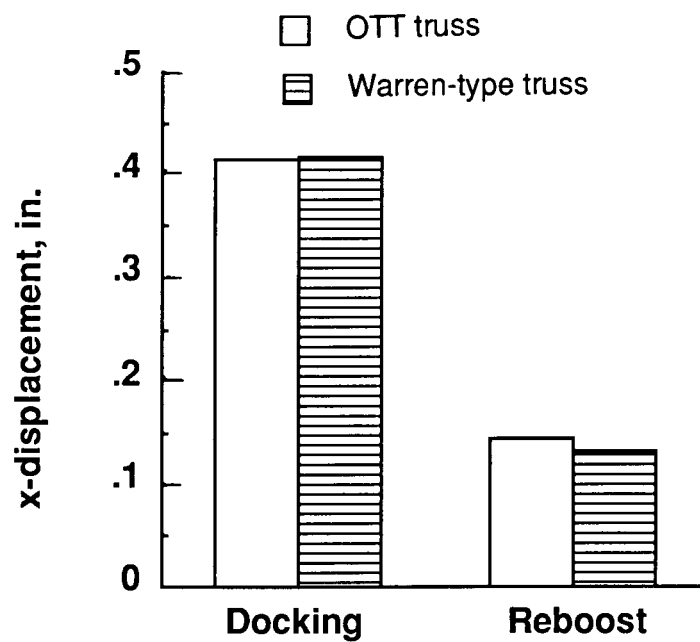 OTT truss
Warren-type truss
x-displacement, in.
.5
.4
.3
.2
.1
0
Docking
Reboost